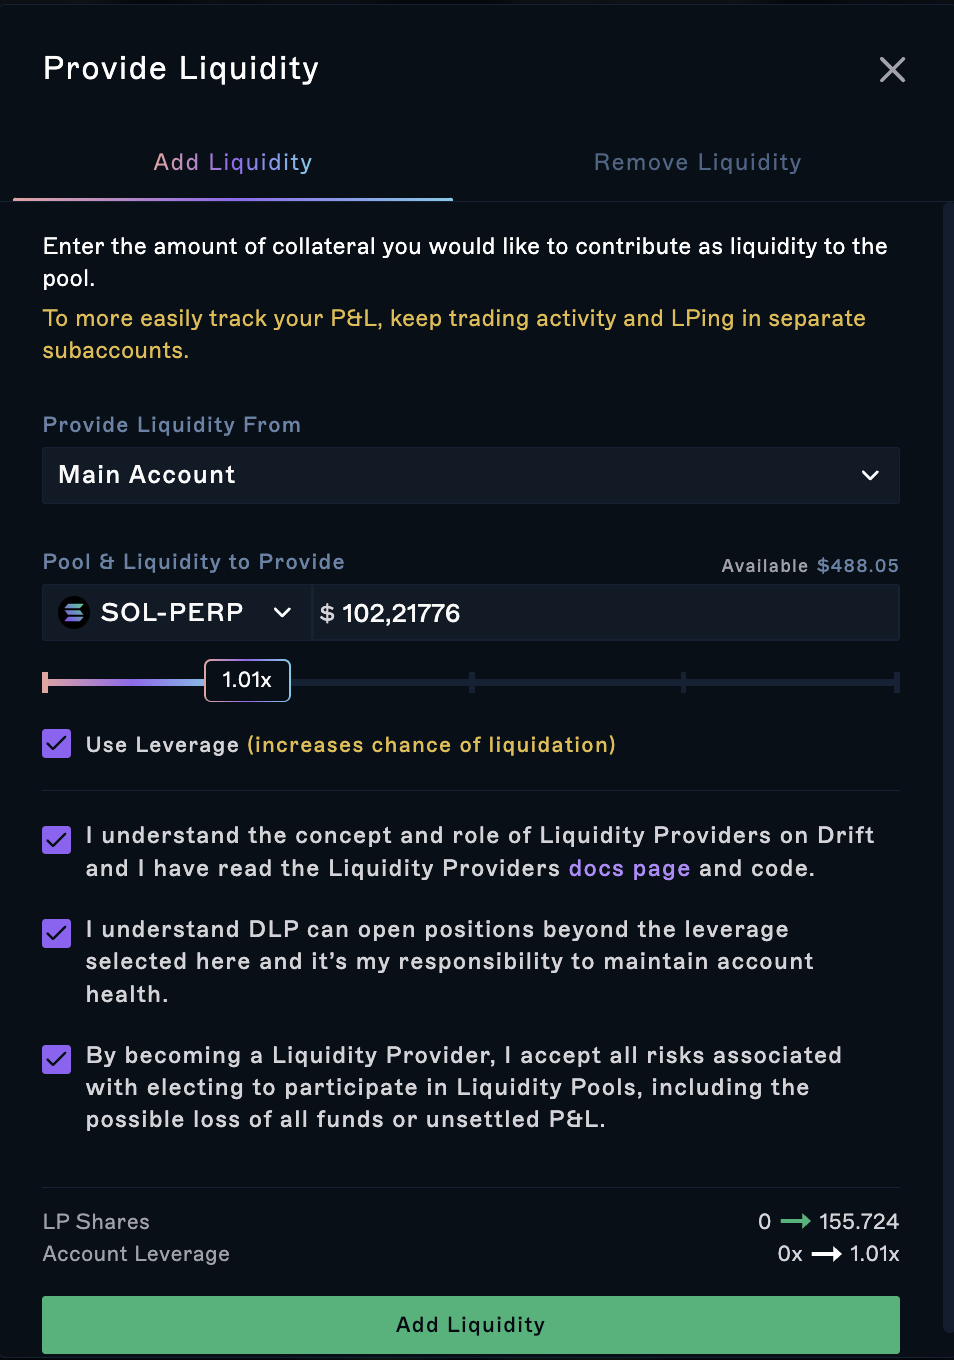 Provide Liquidity
Add Liquidity
Remove Liquidity
Enter the amount of collateral you would like to contribute as liquidity to the
pool.
To more easily track your P&L, keep trading activity and LPing in separate
subaccounts.
Provide Liquidity From
Main Account
Pool & Liquidity to Provide
Available $488.05
SOL-PERP
$ 102,21776
1.01x
Use Leverage (increases chance of liquidation)
I understand the concept and role of Liquidity Providers on Drift
and I have read the Liquidity Providers docs page and code.
I understand DLP can open positions beyond the leverage
selected here and it's my responsibility to maintain account
health.
By becoming a Liquidity Provider, I accept all risks associated
with electing to participate in Liquidity Pools, including the
possible loss of all funds or unsettled P&L.
LP Shares 0 → 155.724
Account Leverage 0x → 1.01x
Add Liquidity